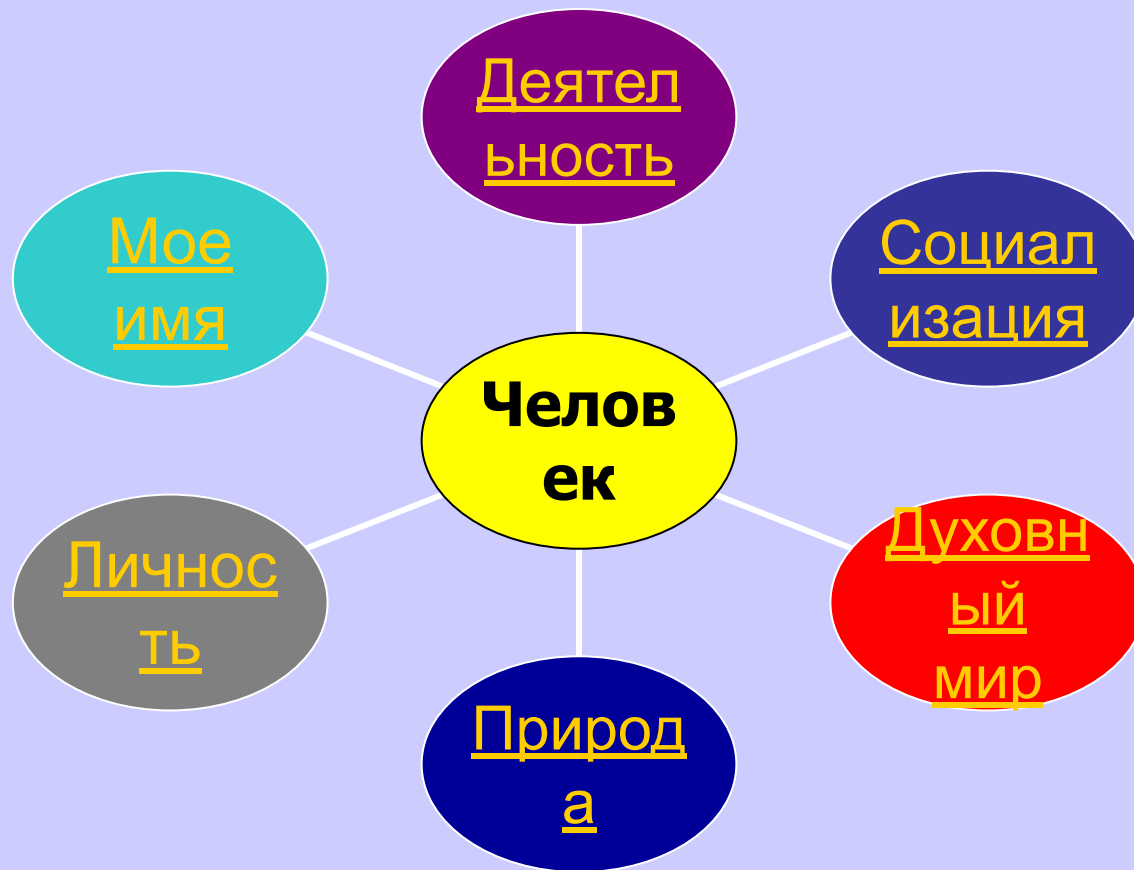 Деятел
ьность
Мое
имя
Социал
изация
Челов
ек
Личнос
ть
Духовн
ый
мир
Природ
а